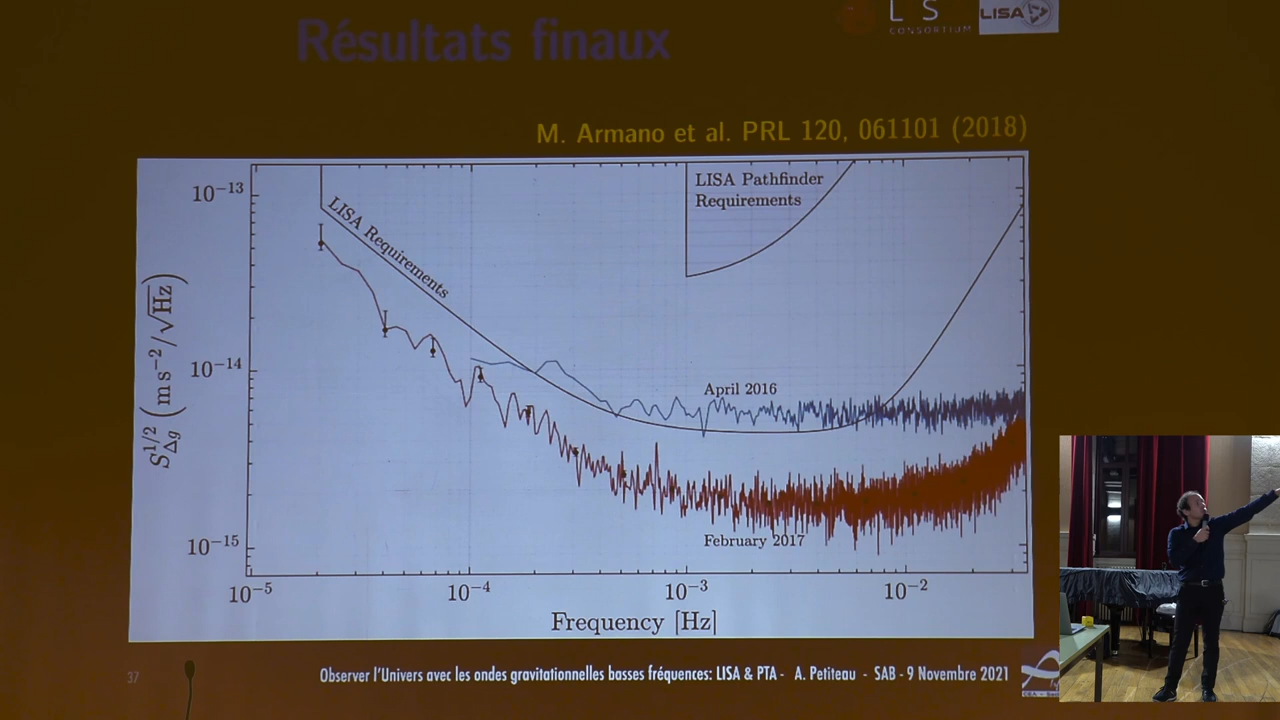 Résultats finaux
L S
CONSORTIUM
LISA
M. Armano et al. PRL 120, 061101 (2018)
10⁻¹³
10⁻¹⁴
10⁻¹⁵
S^{1/2}_{Δg} (m s⁻²/√Hz)
LISA Requirements
LISA Pathfinder
Requirements
April 2016
February 2017
10⁻⁵
10⁻⁴
10⁻³
10⁻²
Frequency [Hz]
37
Observer l'Univers avec les ondes gravitationnelles basses fréquences: LISA & PTA - A. Petiteau - SAB - 9 Novembre 2021